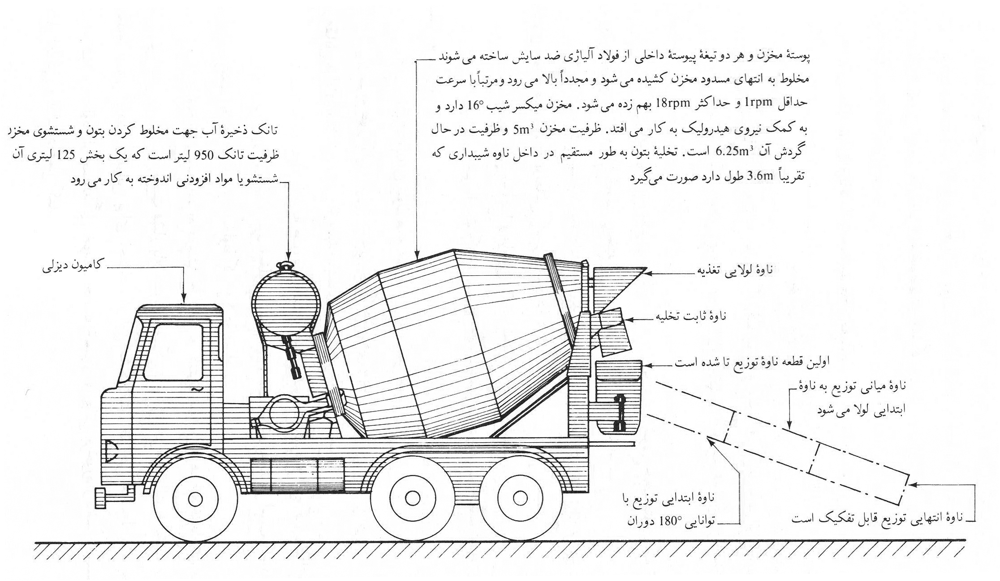 پوستهٔ مخزن و هر دو تیغهٔ پیوستهٔ داخلی از فولاد آلیاژی ضد سایش ساخته می شوند
مخلوط به انتهای مسدود مخزن کشیده می شود و مجدداً بالا می رود و مرتباً با سرعت
حداقل 1rpm و حداکثر 18rpm بهم زده می شود. مخزن میکسر شیب 16° دارد و
به کمک نیروی هیدرولیک به کار می افتد. ظرفیت مخزن 5m³ و ظرفیت در حال
گردش آن 6.25m³ است. تخلیهٔ بتون به طور مستقیم در داخل ناوه شیبداری که
تقریباً 3.6m طول دارد صورت می‌گیرد
تانک ذخیرهٔ آب جهت مخلوط کردن بتون و شستشوی مخزر
ظرفیت تانک 950 لیتر است که یک بخش 125 لیتری آن
شستشو یا مواد افزودنی اندوخته به کار می رود
کامیون دیزلی
ناوهٔ لولایی تغذیه
ناوهٔ ثابت تخلیه
اولین قطعه ناوهٔ توزیع تا شده است
ناوهٔ میانی توزیع به ناوهٔ
ابتدایی لولا می شود
ناوهٔ ابتدایی توزیع با
توانایی 180° دوران
ناوهٔ انتهایی توزیع قابل تفکیک است